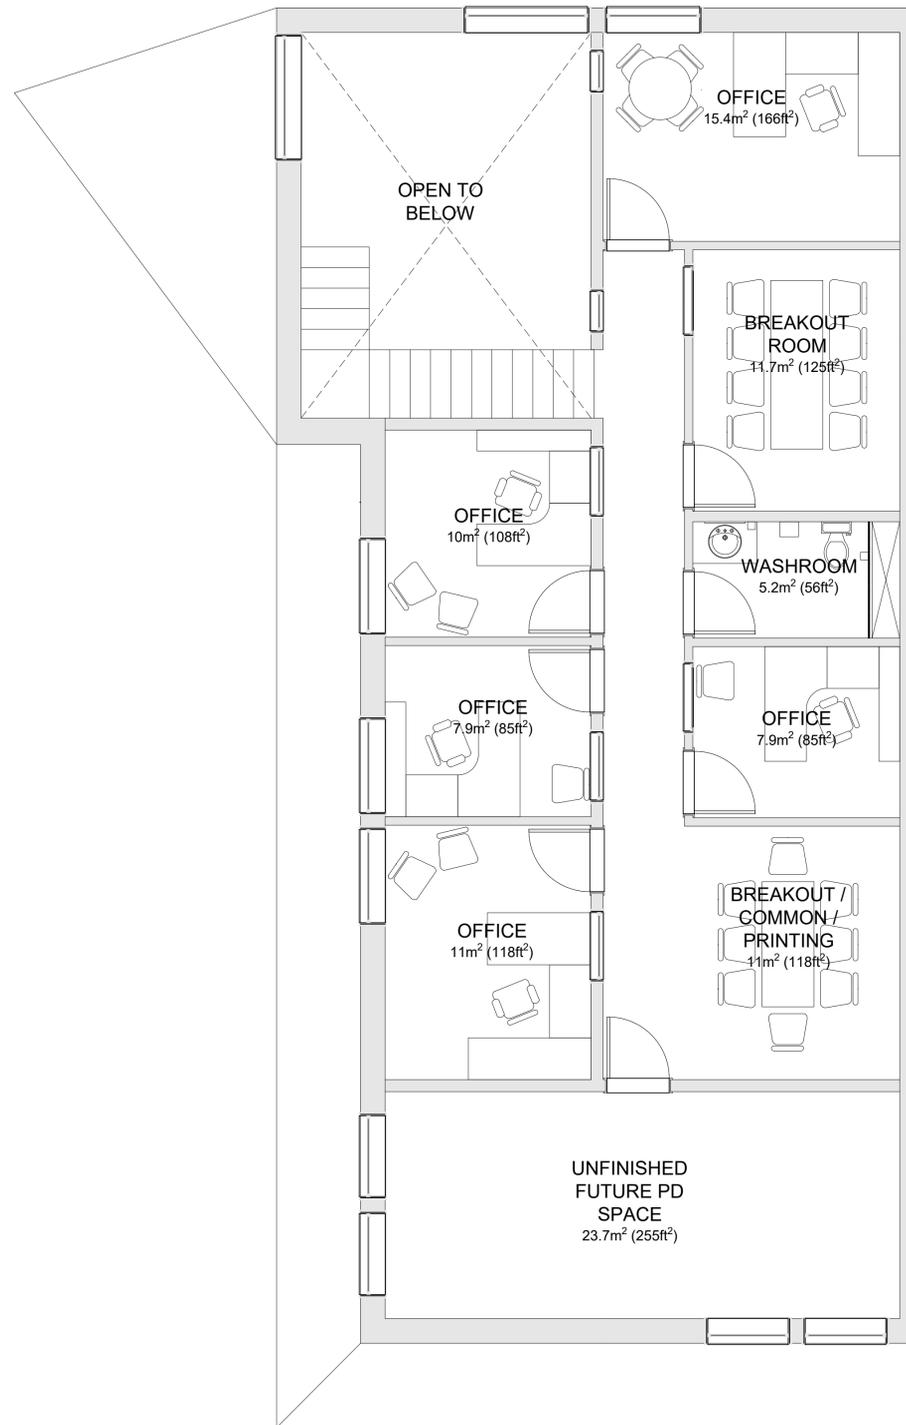 OFFICE
15.4m² (166ft²)
OPEN TO
BELOW
BREAKOUT
ROOM
11.7m² (125ft²)
OFFICE
10m² (108ft²)
WASHROOM
5.2m² (56ft²)
OFFICE
7.9m² (85ft²)
OFFICE
7.9m² (85ft²)
OFFICE
11m² (118ft²)
BREAKOUT /
COMMON /
PRINTING
11m² (118ft²)
UNFINISHED
FUTURE PD
SPACE
23.7m² (255ft²)